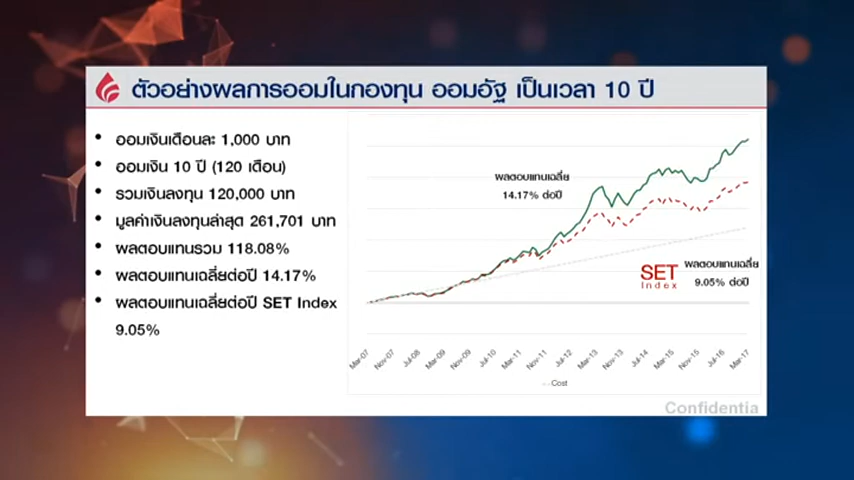 ตัวอย่างผลการออมในกองทุน ออมอัฐ เป็นเวลา 10 ปี
• ออมเงินเดือนละ 1,000 บาท
• ออมเงิน 10 ปี (120 เดือน)
• รวมเงินลงทุน 120,000 บาท
• มูลค่าเงินลงทุนล่าสุด 261,701 บาท
• ผลตอบแทนรวม 118.08%
• ผลตอบแทนเฉลี่ยต่อปี 14.17%
• ผลตอบแทนเฉลี่ยต่อปี SET Index
9.05%
ผลตอบแทนเฉลี่ย
14.17% ต่อปี
SET
Index
ผลตอบแทนเฉลี่ย
9.05% ต่อปี
Mar-07 Nov-07 Jul-08 Mar-09 Nov-09 Jul-10 Mar-11 Nov-11 Jul-12 Mar-13 Nov-13 Jul-14 Mar-15 Nov-15 Jul-16 Mar-17
Cost
Confidentia